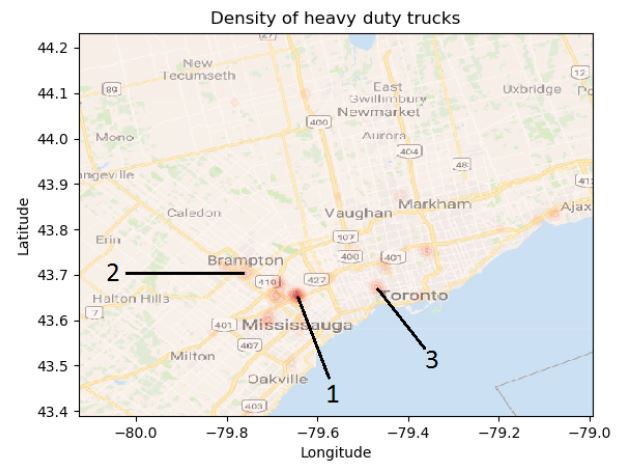 Density of heavy duty trucks
44.2
44.1
44.0
43.9
43.8
43.7
43.6
43.5
43.4
Latitude
−80.0
−79.8
−79.6
−79.4
−79.2
−79.0
Longitude
27
New
Tecumseth
89
400
East
Gwillimbury
Newmarket
Uxbridge
12
Mono
Aurora
404
48
ngeville
Caledon
Vaughan
Markham
Ajax
Erin
407
400
401
Brampton
410
427
Halton Hills
7
Toronto
401
Mississauga
407
Milton
Oakville
403
1
2
3